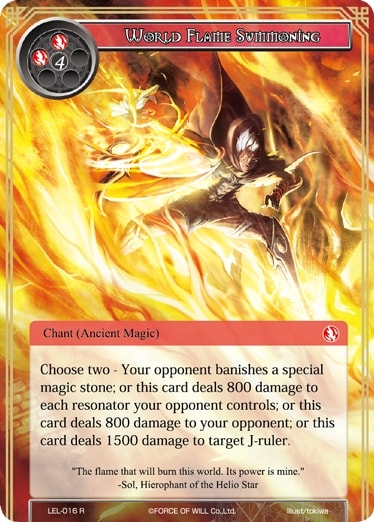 World Flame Summoning
4
Chant (Ancient Magic)
Choose two - Your opponent banishes a special
magic stone; or this card deals 800 damage to
each resonator your opponent controls; or this
card deals 800 damage to your opponent; or this
card deals 1500 damage to target J-ruler.
"The flame that will burn this world. Its power is mine."
-Sol, Hierophant of the Helio Star
LEL-016 R ©FORCE OF WILL Co.,Ltd. Illust/tokiwa